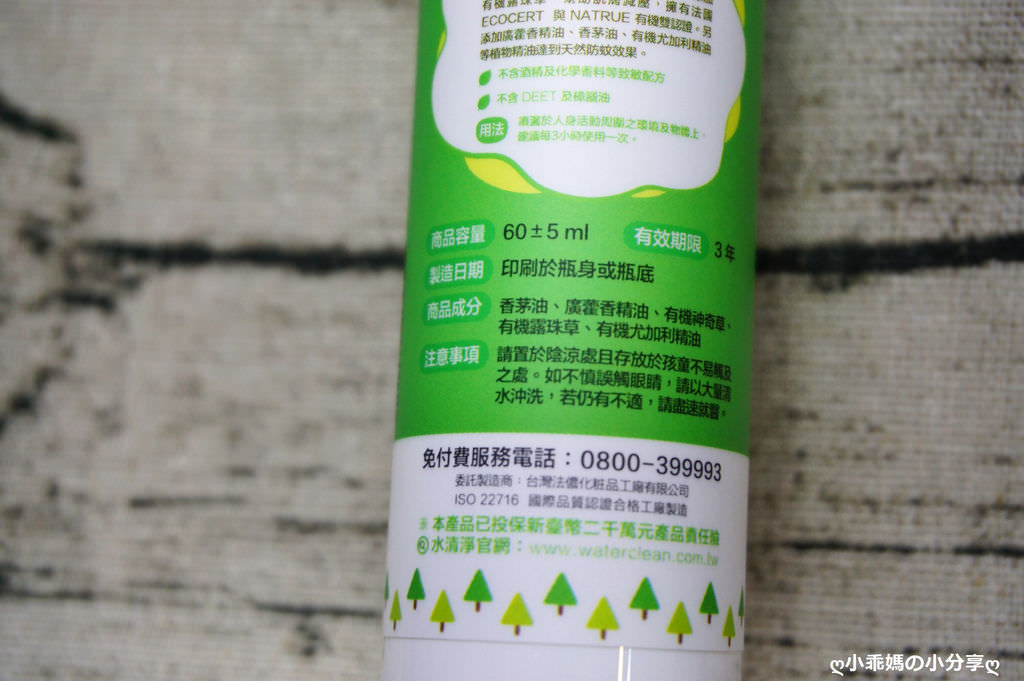 有機露珠草
減壓，擁有法國
ECOCERT 與 NATRUE 有機雙認證。另
添加廣藿香精油、香茅油、有機尤加利精油
等植物精油達到天然防蚊效果。
不含酒精及化學香料等致敏配方
不含 DEET 及樟腦油
用法 噴灑於人身活動周圍之環境及物體上。
建議每3小時使用一次。
商品容量 60±5 ml 有效期限 3 年
製造日期 印刷於瓶身或瓶底
商品成分 香茅油、廣藿香精油、有機神奇草、
有機露珠草、有機尤加利精油
注意事項 請置於陰涼處且存放於孩童不易觸及
之處。如不慎誤觸眼睛，請以大量清
水沖洗，若仍有不適，請盡速就醫。
免付費服務電話：0800-399993
委託製造商：台灣法儂化粧品工廠有限公司
ISO 22716 國際品質認證合格工廠製造
※ 本產品已投保新臺幣二千萬元產品責任險
水清淨官網：www.waterclean.com.tw
ღ小乖媽の小分享ღ